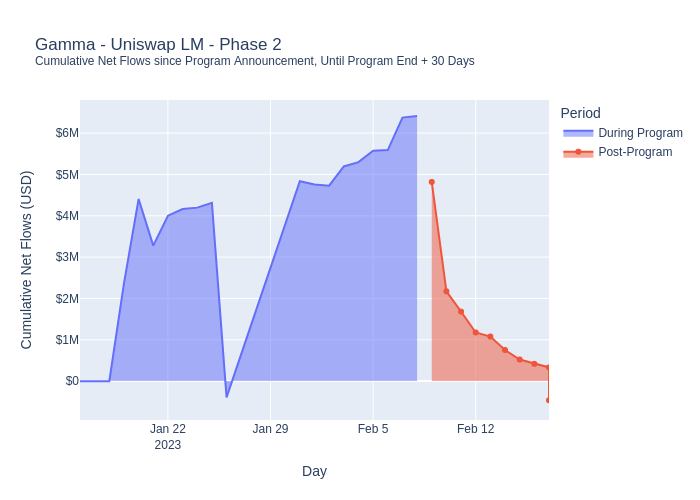 Gamma - Uniswap LM - Phase 2
Cumulative Net Flows since Program Announcement, Until Program End + 30 Days
Period
During Program
Post-Program
Cumulative Net Flows (USD)
$6M
$5M
$4M
$3M
$2M
$1M
$0
Jan 22
2023
Jan 29
Feb 5
Feb 12
Day